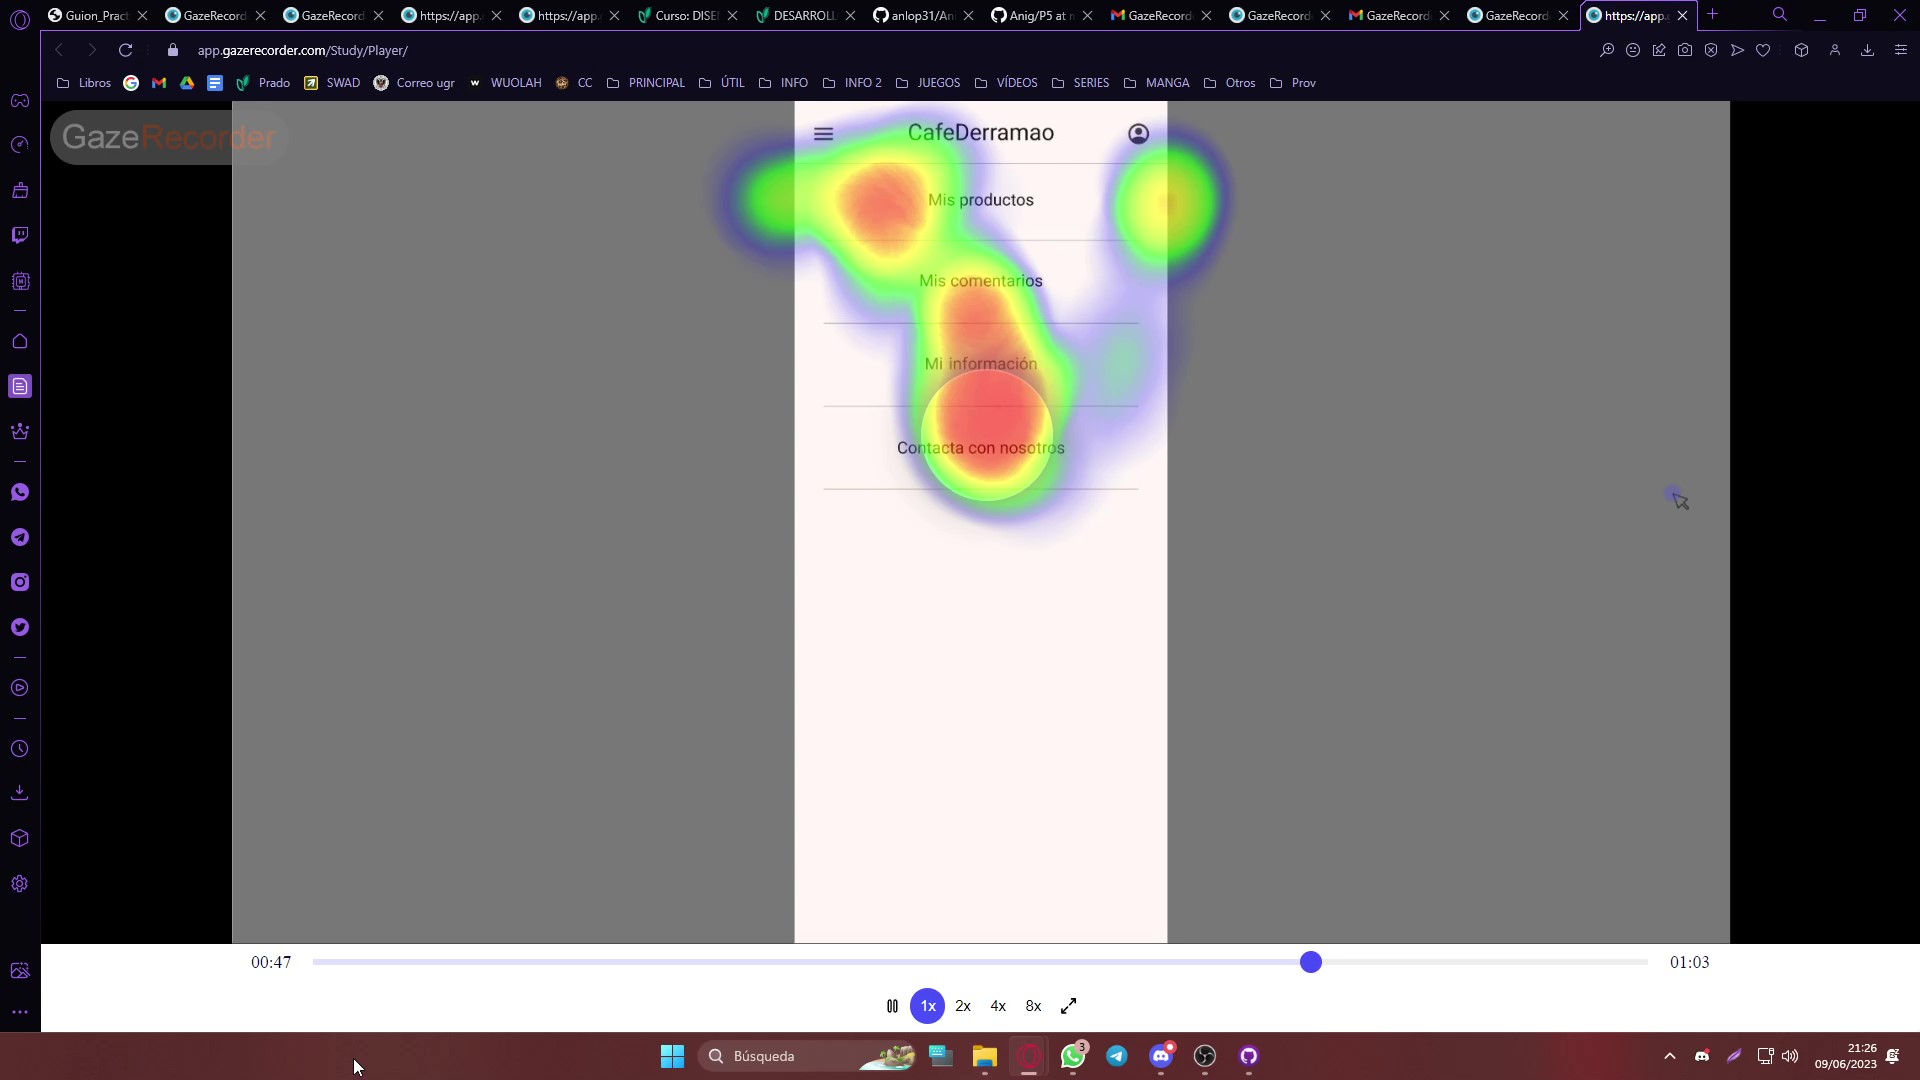 Guion_Pract
GazeRecord
GazeRecord
https://app.
https://app.
Curso: DISE
DESARROLL
anlop31/An
Anig/P5 at
GazeRecord
GazeRecord
GazeRecord
GazeRecord
https://app.
app.gazerecorder.com/Study/Player/
Libros
Prado
SWAD
Correo ugr
WUOLAH
CC
PRINCIPAL
ÚTIL
INFO
INFO 2
JUEGOS
VÍDEOS
SERIES
MANGA
Otros
Prov
GazeRecorder
CafeDerramao
Mis productos
Mis comentarios
Mi información
Contacta con nosotros
00:47
01:03
1x
2x
4x
8x
Búsqueda
3
21:26
09/06/2023